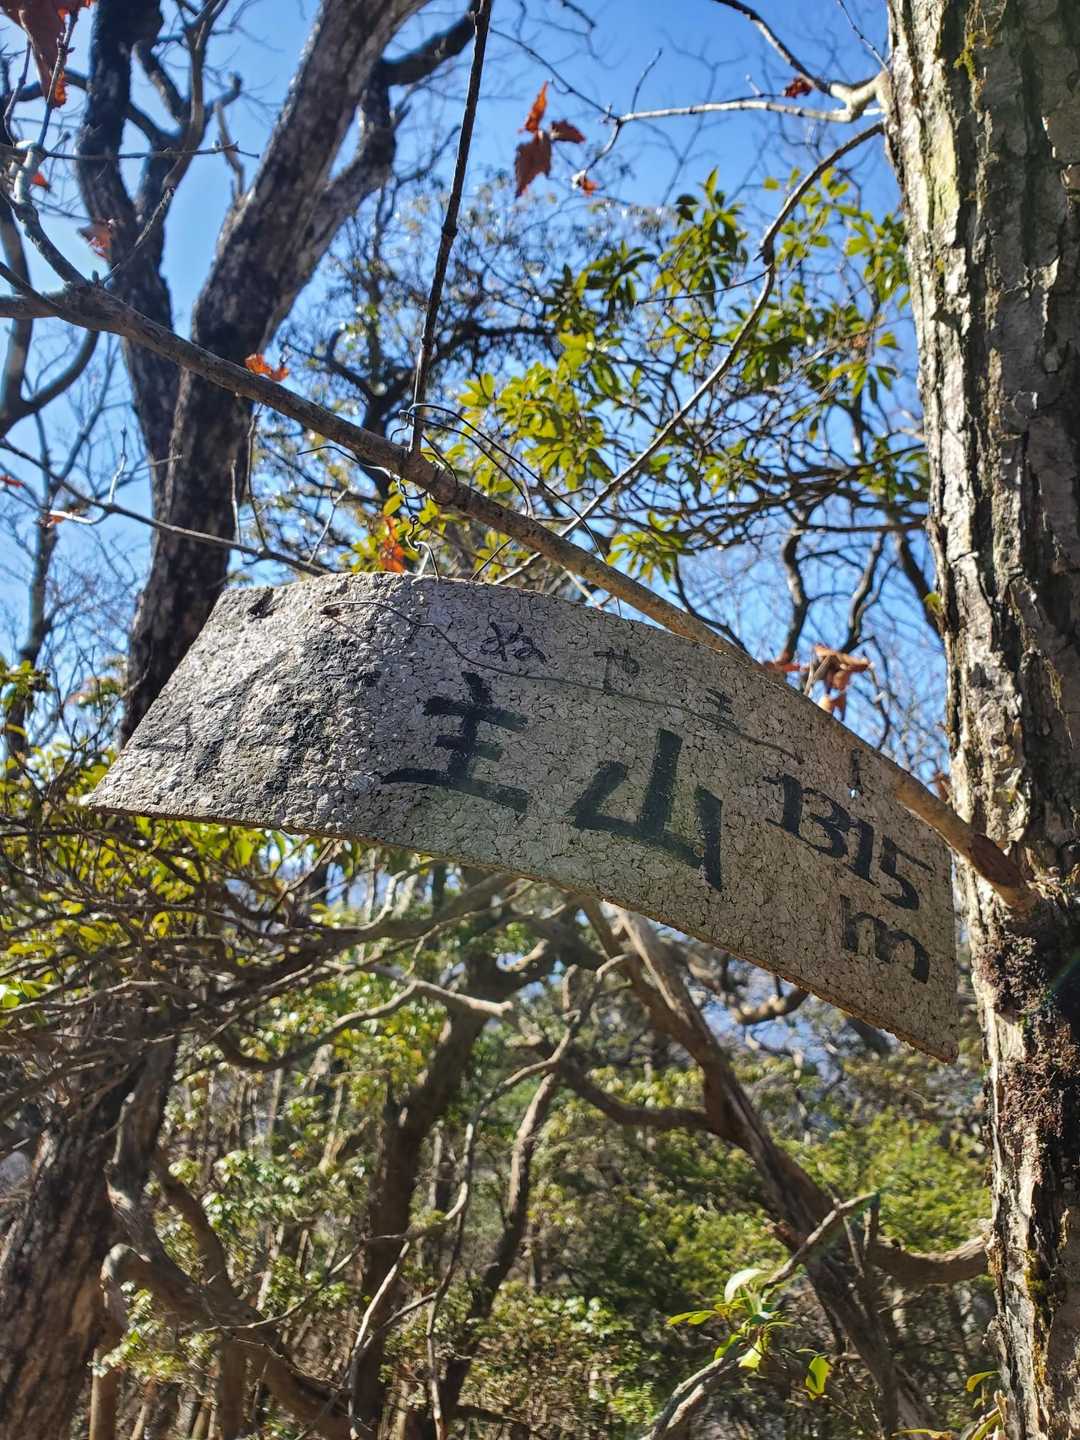 ぬ や ま
主山 1315
m